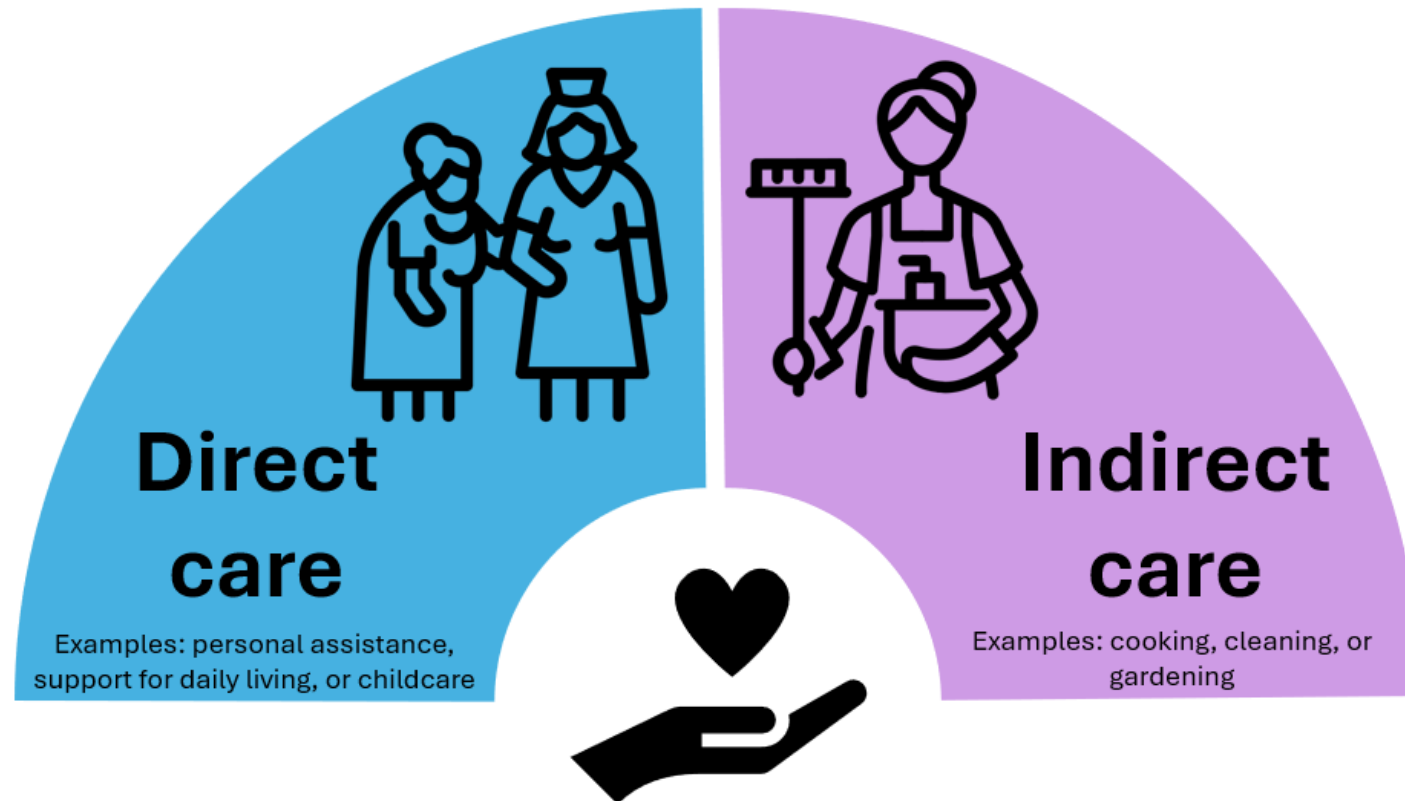 Direct
care
Examples: personal assistance,
support for daily living, or childcare
Indirect
care
Examples: cooking, cleaning, or
gardening